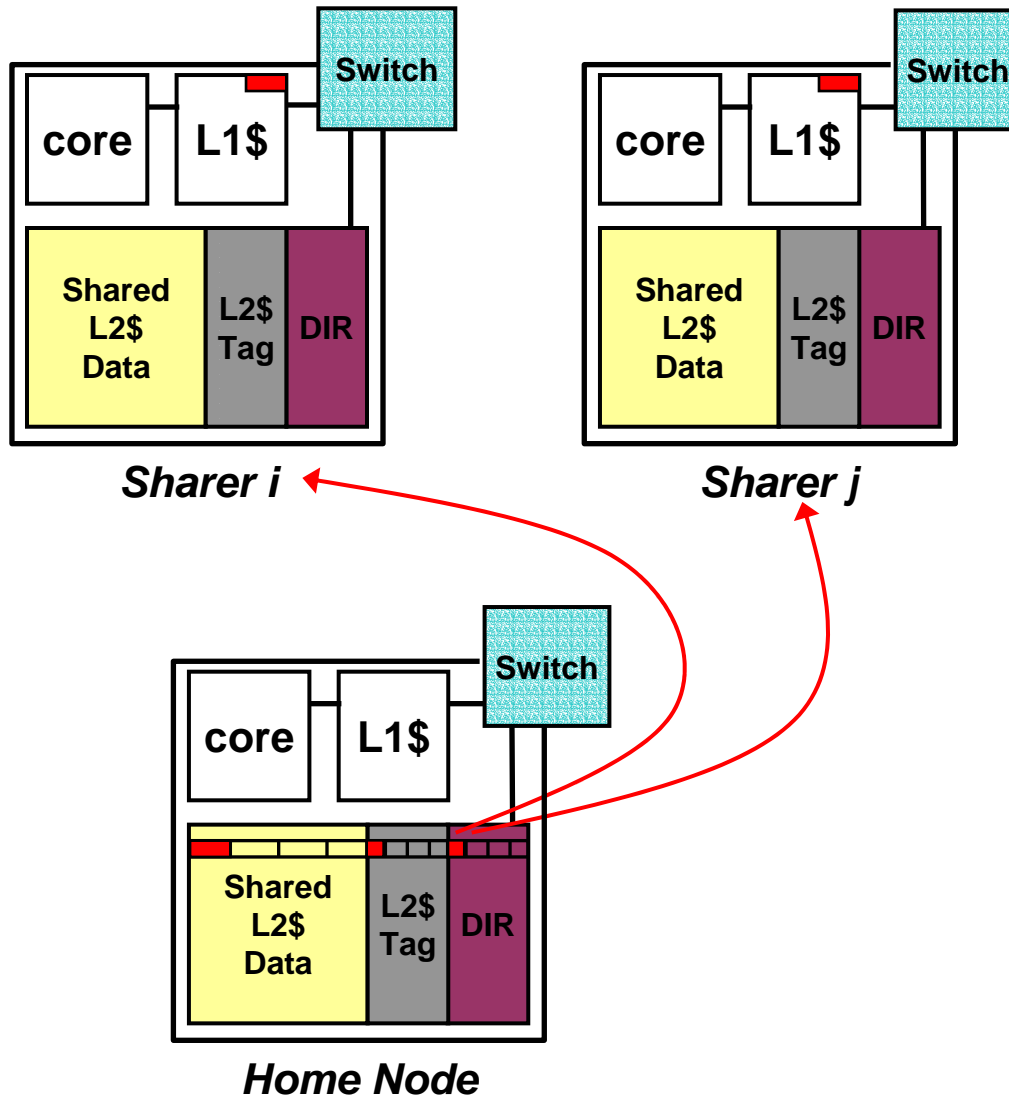 Switch
core
L1$
Shared
L2$
Data
L2$
Tag
DIR
Sharer i
Switch
core
L1$
Shared
L2$
Data
L2$
Tag
DIR
Sharer j
Switch
core
L1$
Shared
L2$
Data
L2$
Tag
DIR
Home Node